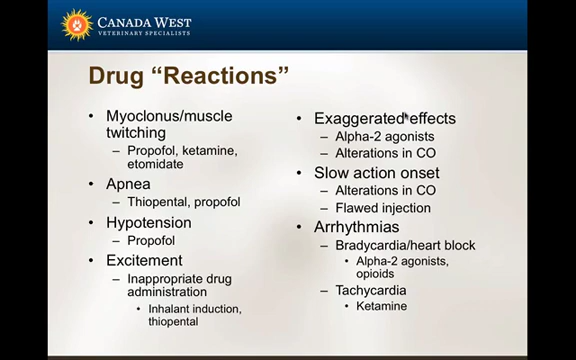 CANADA WEST
VETERINARY SPECIALISTS
Drug “Reactions”
• Myoclonus/muscle
twitching
– Propofol, ketamine,
etomidate
• Apnea
– Thiopental, propofol
• Hypotension
– Propofol
• Excitement
– Inappropriate drug
administration
• Inhalant induction,
thiopental
• Exaggerated effects
– Alpha-2 agonists
– Alterations in CO
• Slow action onset
– Alterations in CO
– Flawed injection
• Arrhythmias
– Bradycardia/heart block
• Alpha-2 agonists,
opioids
– Tachycardia
• Ketamine